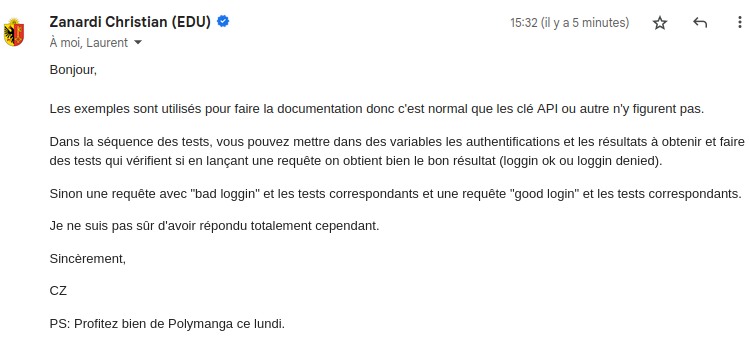 Zanardi Christian (EDU)
15:32 (il y a 5 minutes)
À moi, Laurent
Bonjour,
Les exemples sont utilisés pour faire la documentation donc c'est normal que les clé API ou autre n'y figurent pas.
Dans la séquence des tests, vous pouvez mettre dans des variables les authentifications et les résultats à obtenir et faire
des tests qui vérifient si en lançant une requête on obtient bien le bon résultat (loggin ok ou loggin denied).
Sinon une requête avec "bad loggin" et les tests correspondants et une requête "good login" et les tests correspondants.
Je ne suis pas sûr d'avoir répondu totalement cependant.
Sincèrement,
CZ
PS: Profitez bien de Polymanga ce lundi.